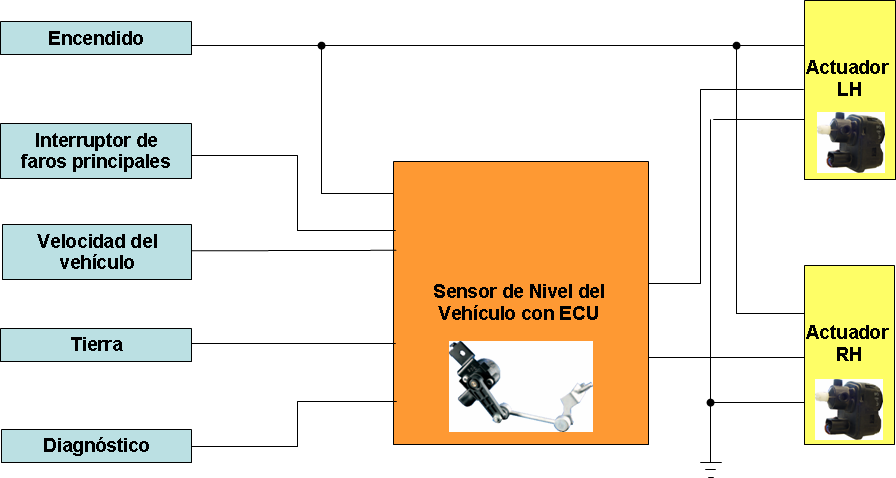 Encendido
Interruptor de
faros principales
Velocidad del
vehículo
Tierra
Diagnóstico
Sensor de Nivel del
Vehículo con ECU
Actuador
LH
Actuador
RH